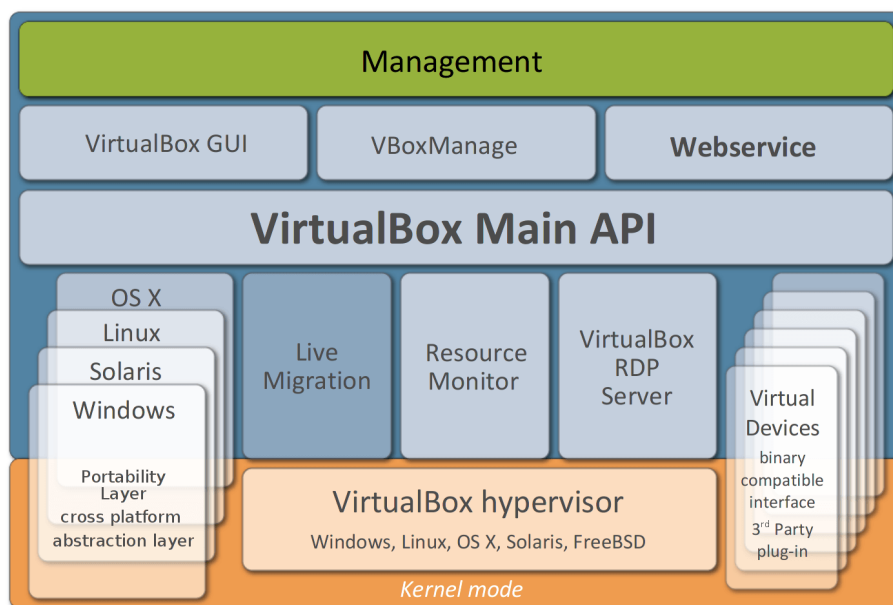 Management
VirtualBox GUI
VBoxManage
Webservice
VirtualBox Main API
OS X
Linux
Solaris
Windows
Portability
Layer
cross platform
abstraction layer
Live
Migration
Resource
Monitor
VirtualBox
RDP
Server
Virtual
Devices
binary
compatible
interface
3rd Party
plug-in
VirtualBox hypervisor
Windows, Linux, OS X, Solaris, FreeBSD
Kernel mode